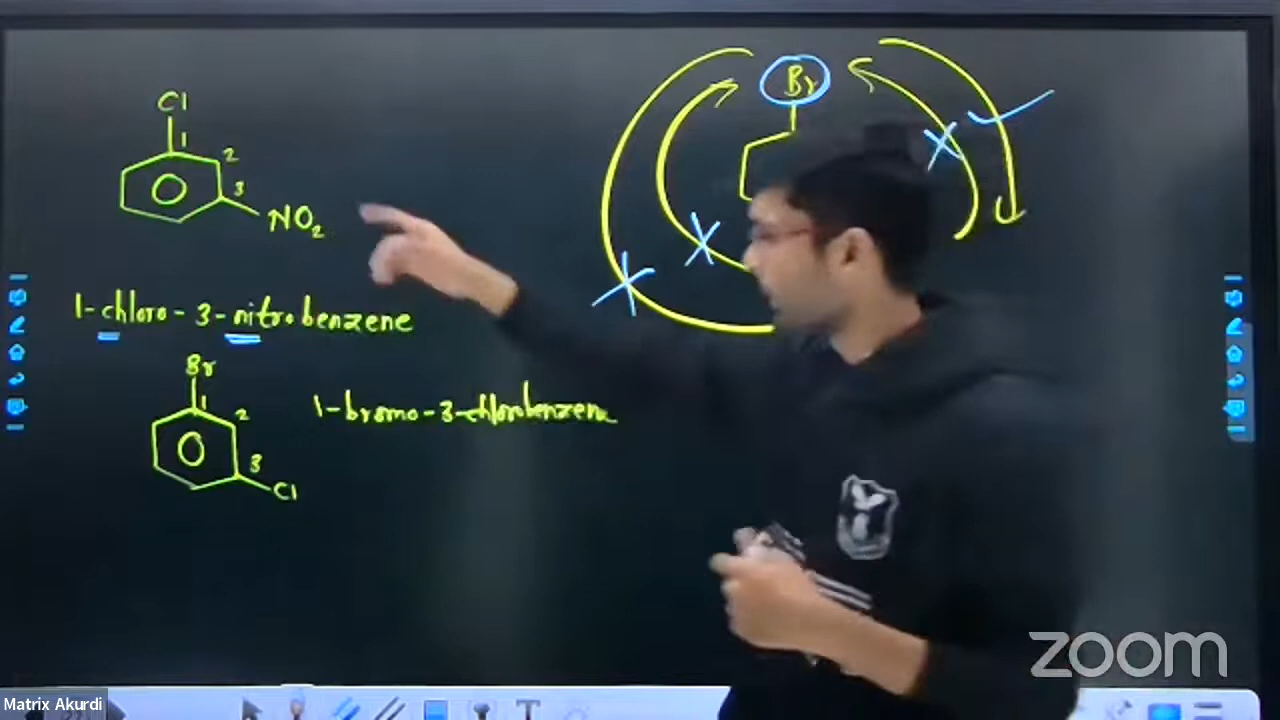 Cl
1
2
3
NO2
1-chloro-3-nitrobenzene
Br
1
2
3
Cl
1-bromo-3-chlorobenzene
Br
zoom
Matrix Akurdi
T